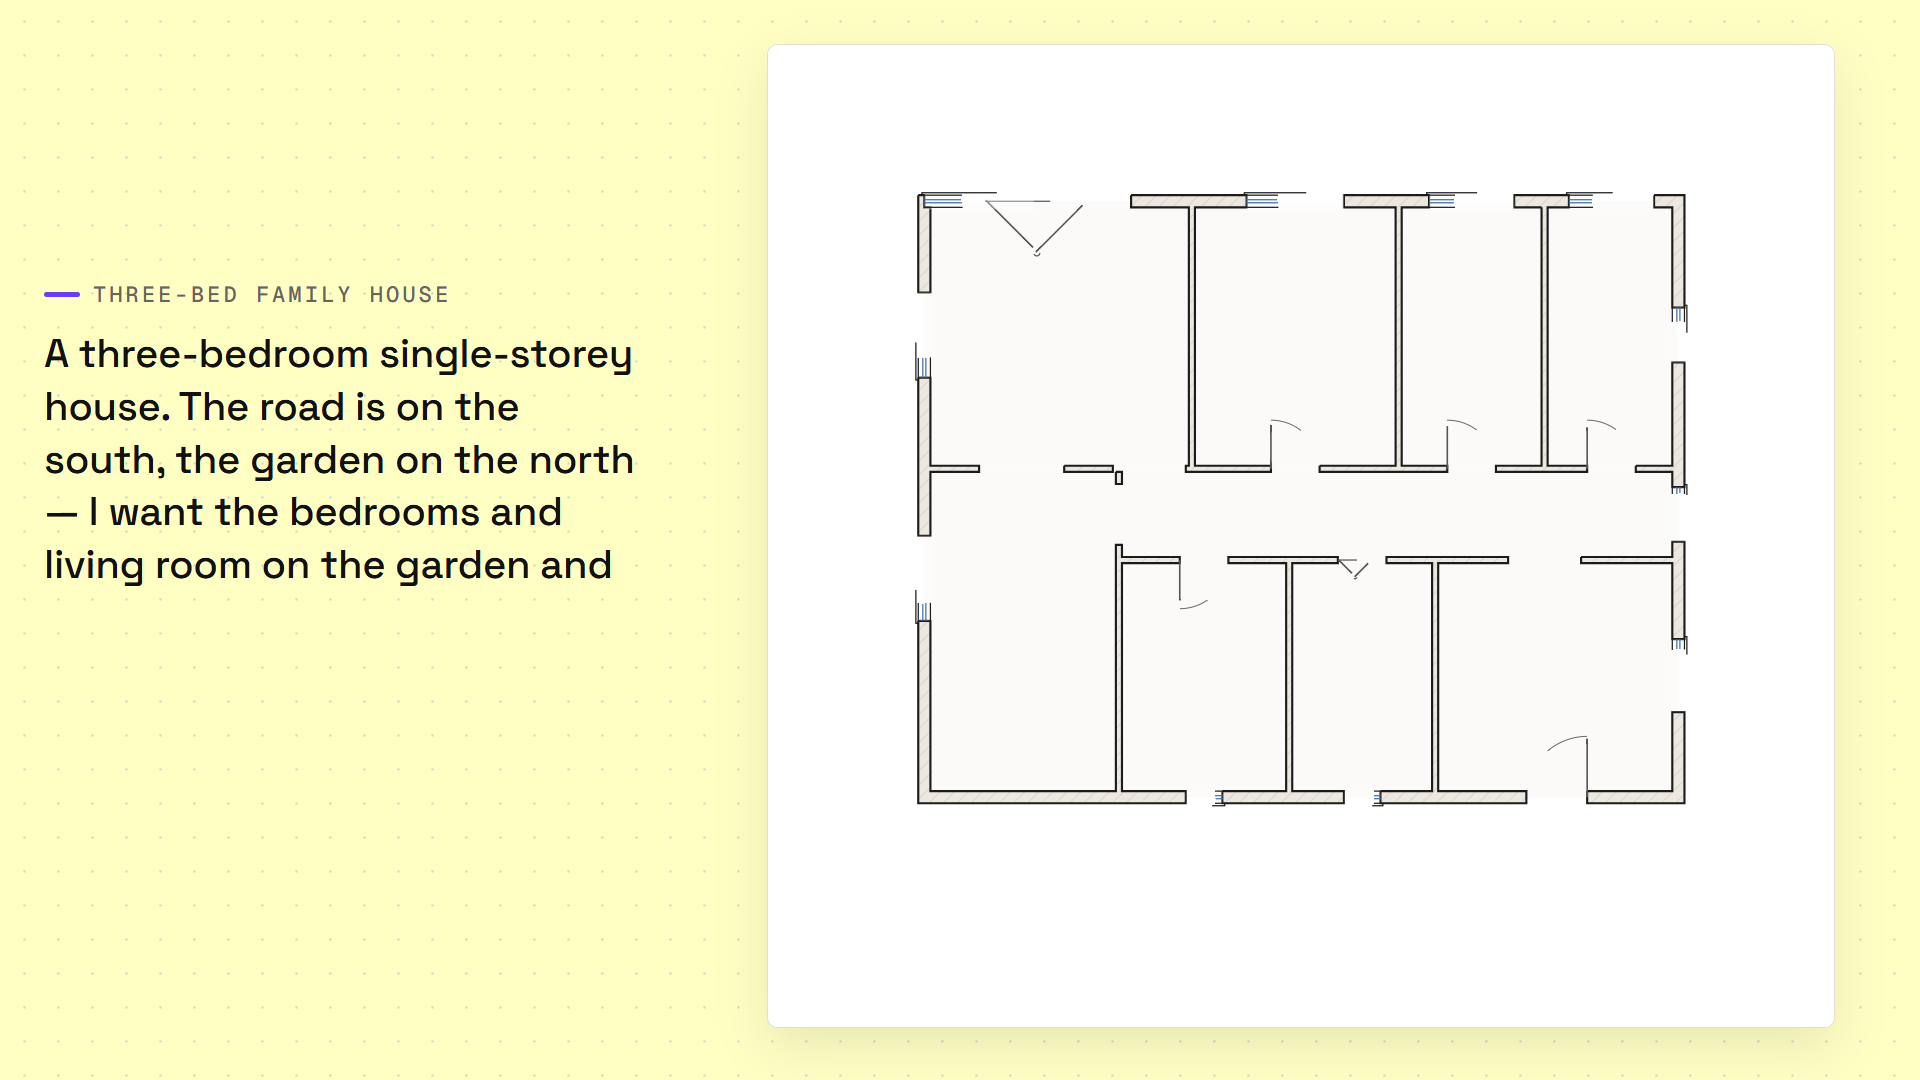 THREE-BED FAMILY HOUSE
A three-bedroom single-storey
house. The road is on the
south, the garden on the north
— I want the bedrooms and
living room on the garden and